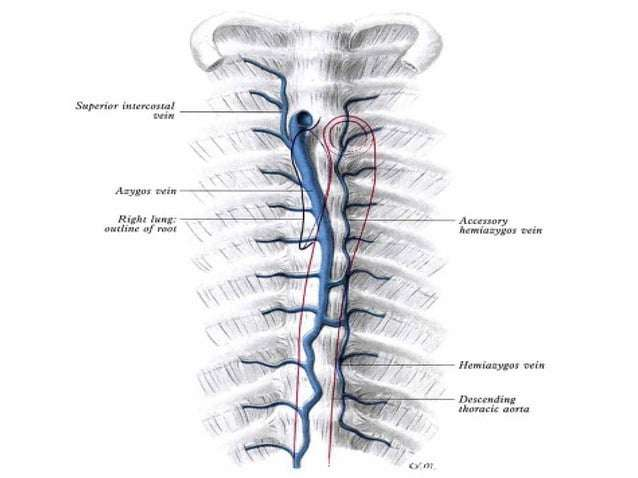 Superior intercostal
vein
Azygos vein
Right lung:
outline of root
Accessory
hemiazygos vein
Hemiazygos vein
Descending
thoracic aorta